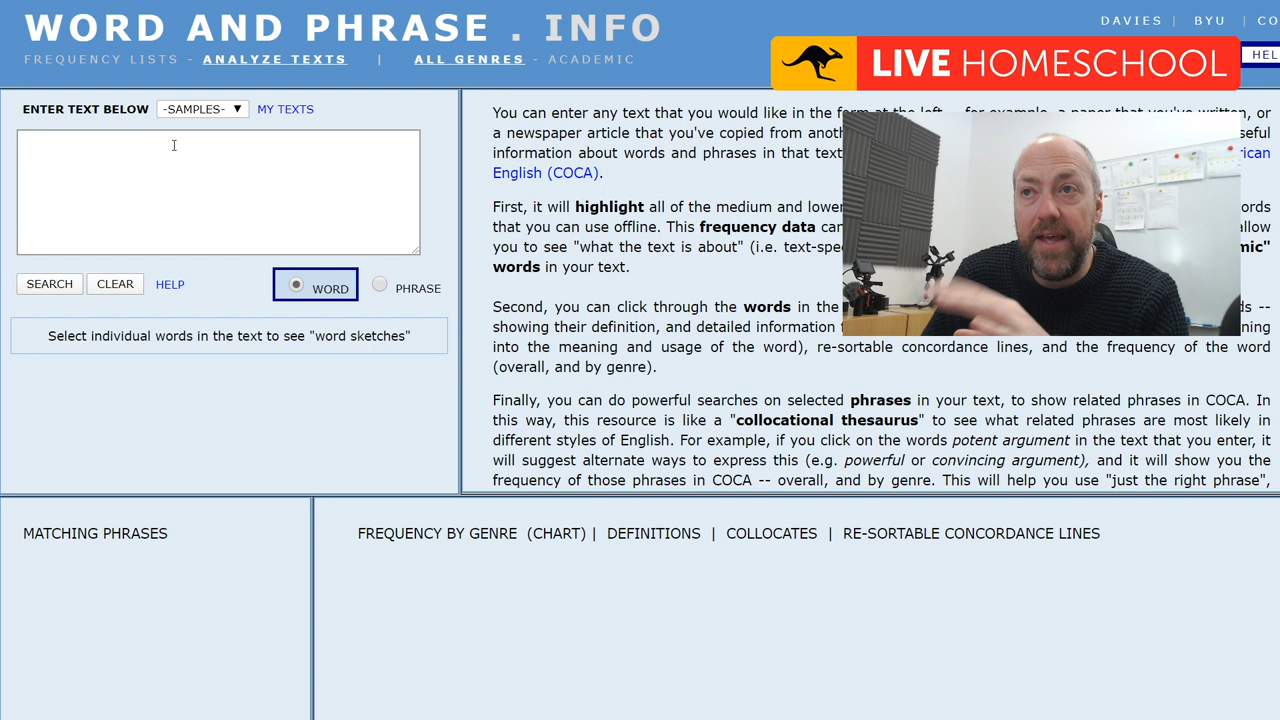 WORD AND PHRASE . INFO
FREQUENCY LISTS - ANALYZE TEXTS | ALL GENRES - ACADEMIC
DAVIES | BYU | CO
HEL
LIVE HOMESCHOOL
ENTER TEXT BELOW -SAMPLES- ▼ MY TEXTS
SEARCH CLEAR HELP WORD PHRASE
Select individual words in the text to see "word sketches"
You can enter any text that you would like in the form at the left -- for example, a paper that you've written, or
a newspaper article that you've copied from anoth seful
information about words and phrases in that text rican
English (COCA).
First, it will highlight all of the medium and lower ords
that you can use offline. This frequency data can allow
you to see "what the text is about" (i.e. text-spec mic"
words in your text.
Second, you can click through the words in the ds --
showing their definition, and detailed information f ning
into the meaning and usage of the word), re-sortable concordance lines, and the frequency of the word
(overall, and by genre).
Finally, you can do powerful searches on selected phrases in your text, to show related phrases in COCA. In
this way, this resource is like a "collocational thesaurus" to see what related phrases are most likely in
different styles of English. For example, if you click on the words potent argument in the text that you enter, it
will suggest alternate ways to express this (e.g. powerful or convincing argument), and it will show you the
frequency of those phrases in COCA -- overall, and by genre. This will help you use "just the right phrase",
MATCHING PHRASES
FREQUENCY BY GENRE (CHART) | DEFINITIONS | COLLOCATES | RE-SORTABLE CONCORDANCE LINES